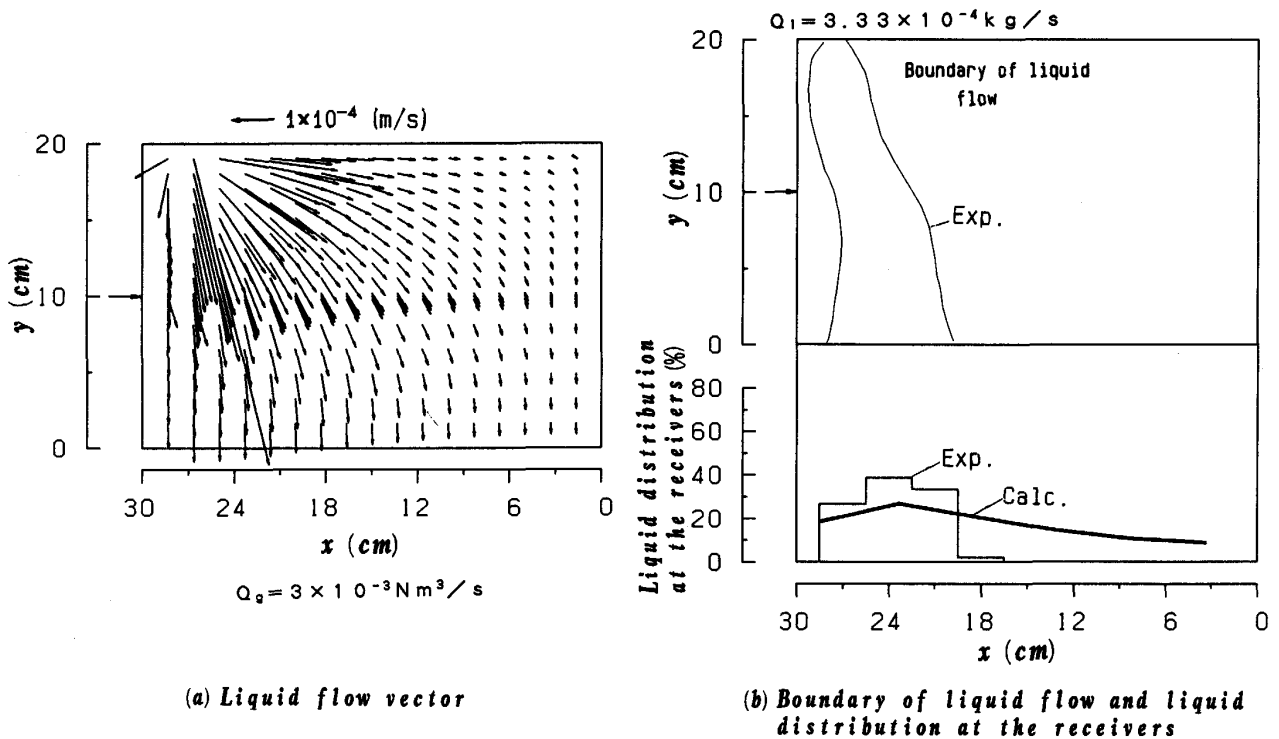 1×10⁻⁴ (m/s)
20
10
0
y (cm)
30
24
18
12
6
0
x (cm)
Qg=3×10⁻³Nm³/s
(a) Liquid flow vector
Ql=3.33×10⁻⁴kg/s
20
10
0
y (cm)
Boundary of liquid
flow
Exp.
Liquid distribution
at the receivers (%)
80
60
40
20
0
Exp.
Calc.
30
24
18
12
6
0
x (cm)
(b) Boundary of liquid flow and liquid
distribution at the receivers